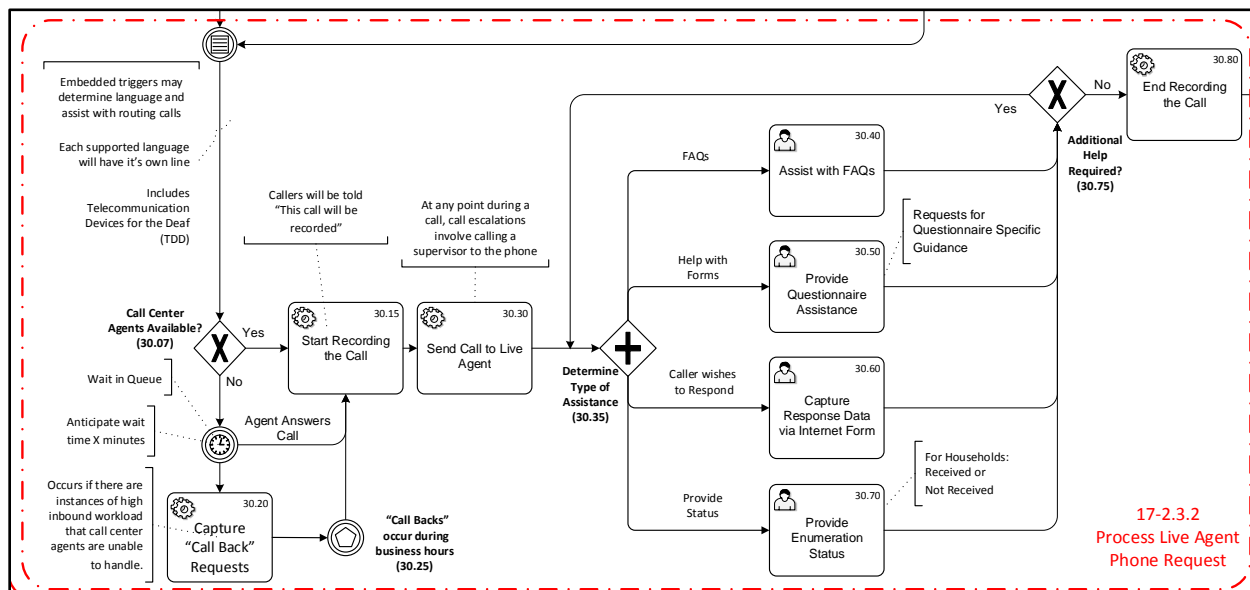 Embedded triggers may
determine language and
assist with routing calls
Each supported language
will have it's own line
Includes
Telecommunication
Devices for the Deaf
(TDD)
Callers will be told
"This call will be
recorded"
At any point during a
call, call escalations
involve calling a
supervisor to the phone
Call Center
Agents Available?
(30.07)
Yes
No
Wait in Queue
Anticipate wait
time X minutes
Agent Answers
Call
Occurs if there are
instances of high
inbound workload
that call center
agents are unable
to handle.
30.20
Capture
"Call Back"
Requests
"Call Backs"
occur during
business hours
(30.25)
30.15
Start Recording
the Call
30.30
Send Call to Live
Agent
Determine Type of
Assistance
(30.35)
FAQs
30.40
Assist with FAQs
Help with
Forms
30.50
Provide
Questionnaire
Assistance
Requests for
Questionnaire Specific
Guidance
Caller wishes
to Respond
30.60
Capture
Response Data
via Internet Form
Provide
Status
30.70
Provide
Enumeration
Status
For Households:
Received or
Not Received
Yes
No
Additional
Help
Required?
(30.75)
30.80
End Recording
the Call
17-2.3.2
Process Live Agent
Phone Request